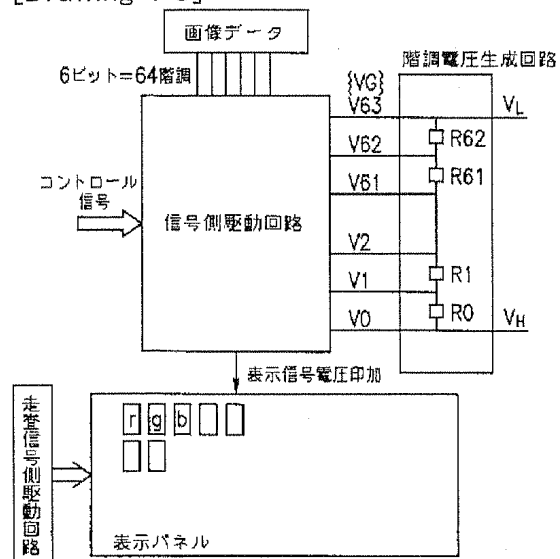 画像データ
6ビット=64階調
{VG}
階調電圧生成回路
V63
VL
R62
V62
R61
V61
コントロール
信号
信号側駆動回路
V2
R1
V1
R0
V0
VH
表示信号電圧印加
走査信号側駆動回路
r g b
表示パネル